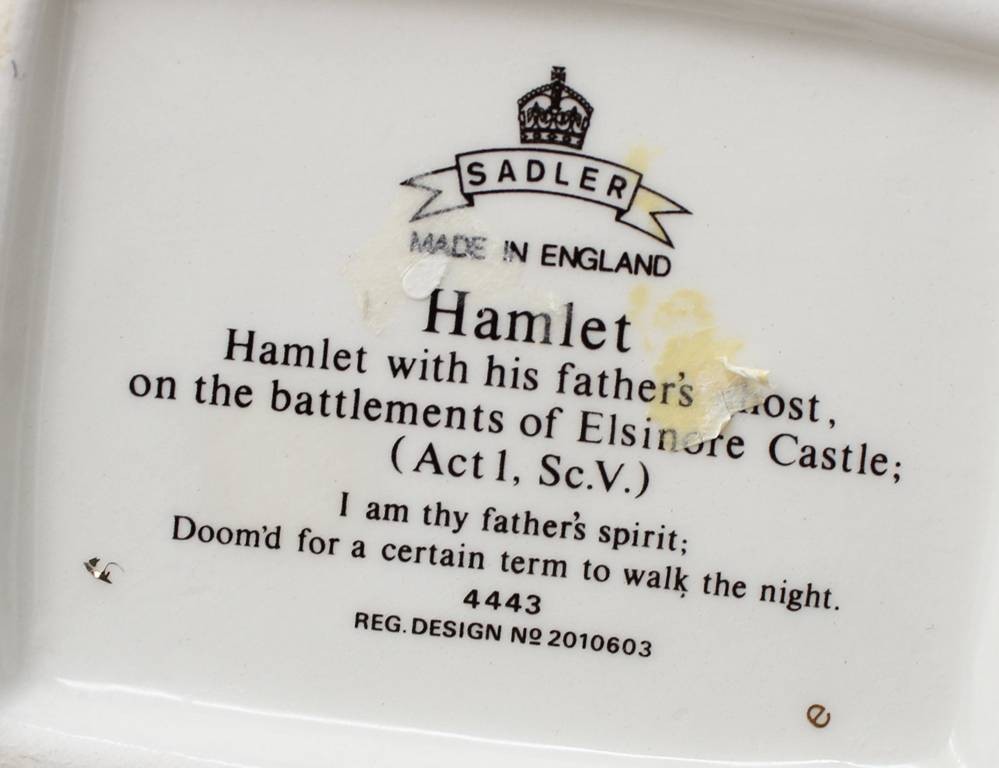 SADLER
MADE IN ENGLAND
Hamlet
Hamlet with his father's
on the battlements of Elsinore Castle;
(Act 1, Sc.V.)
I am thy father's spirit;
Doom'd for a certain term to walk the night.
4443
REG. DESIGN Nº 2010603
e